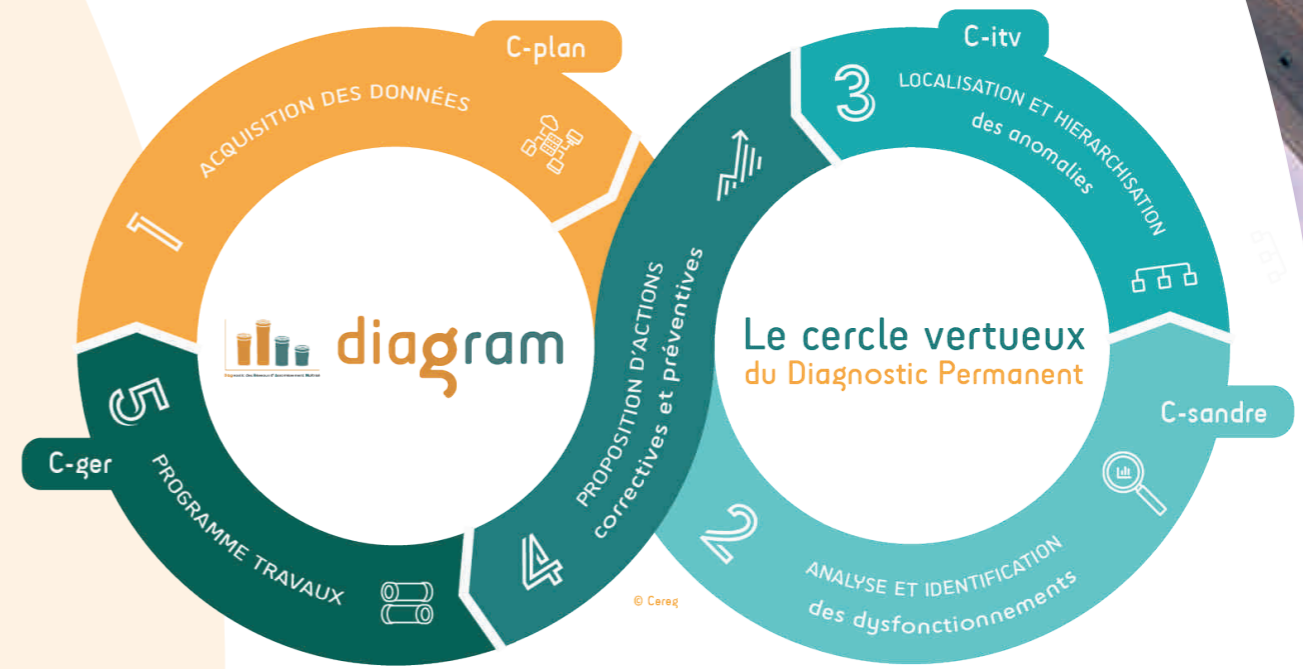 C-plan
1
ACQUISITION DES DONNÉES
diagram
C-itv
3
LOCALISATION ET HIERARCHISATION
des anomalies
Le cercle vertueux
du Diagnostic Permanent
C-sandre
2
ANALYSE ET IDENTIFICATION
des dysfonctionnements
4
PROPOSITION D'ACTIONS
correctives et préventives
C-ger
5
PROGRAMME TRAVAUX
© Cereg